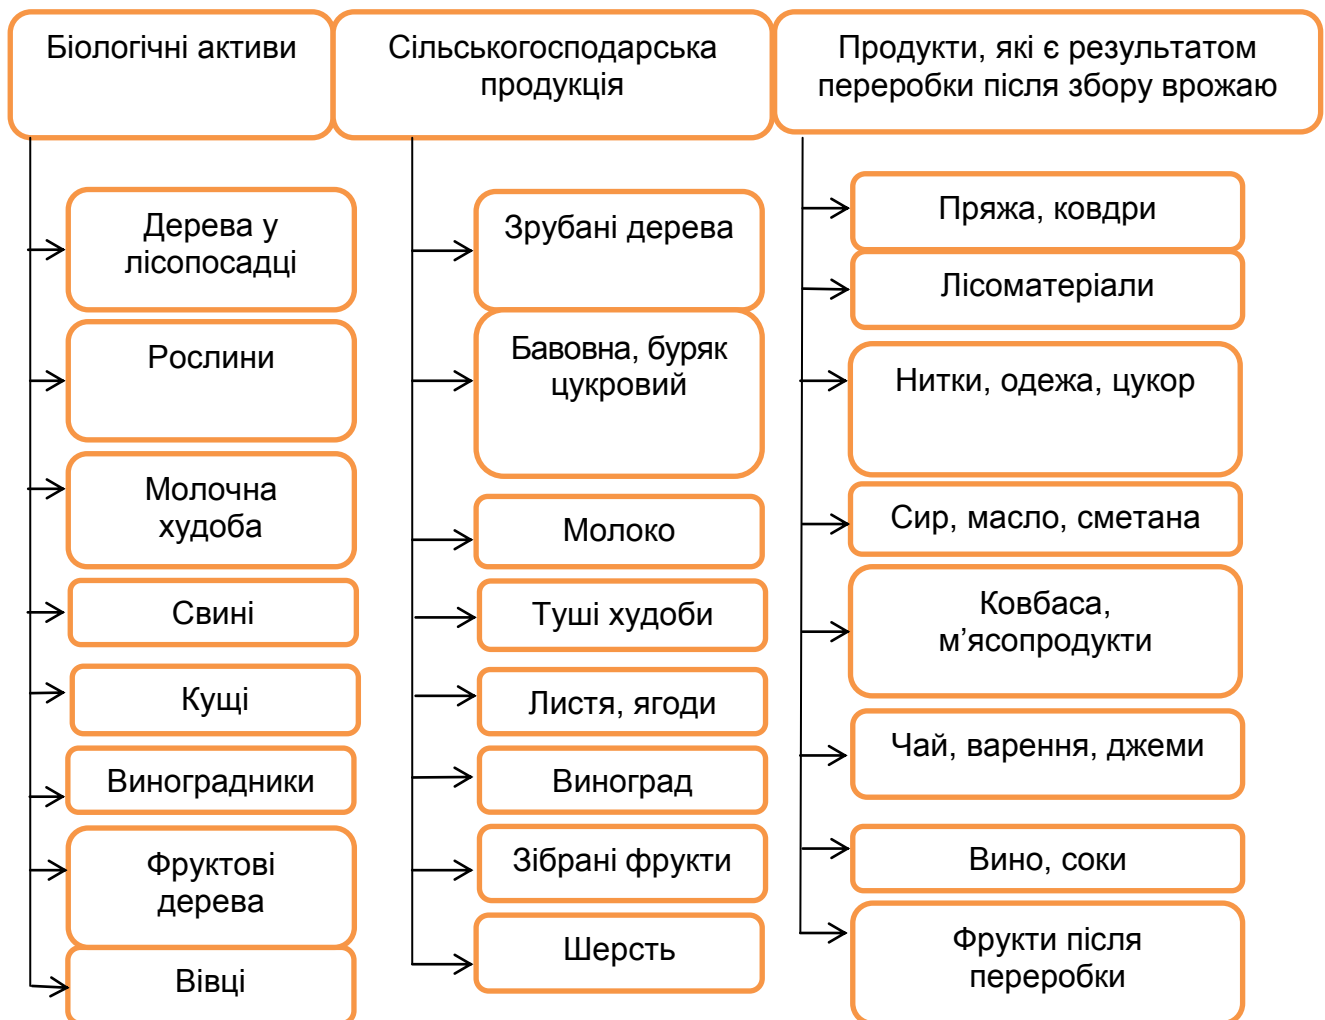 Біологічні активи
Сільськогосподарська
продукція
Продукти, які є результатом
переробки після збору врожаю
Дерева у
лісопосадці
Рослини
Молочна
худоба
Свині
Кущі
Виноградники
Фруктові
дерева
Вівці
Зрубані дерева
Бавовна, буряк
цукровий
Молоко
Туші худоби
Листя, ягоди
Виноград
Зібрані фрукти
Шерсть
Пряжа, ковдри
Лісоматеріали
Нитки, одежа, цукор
Сир, масло, сметана
Ковбаса,
м’ясопродукти
Чай, варення, джеми
Вино, соки
Фрукти після
переробки